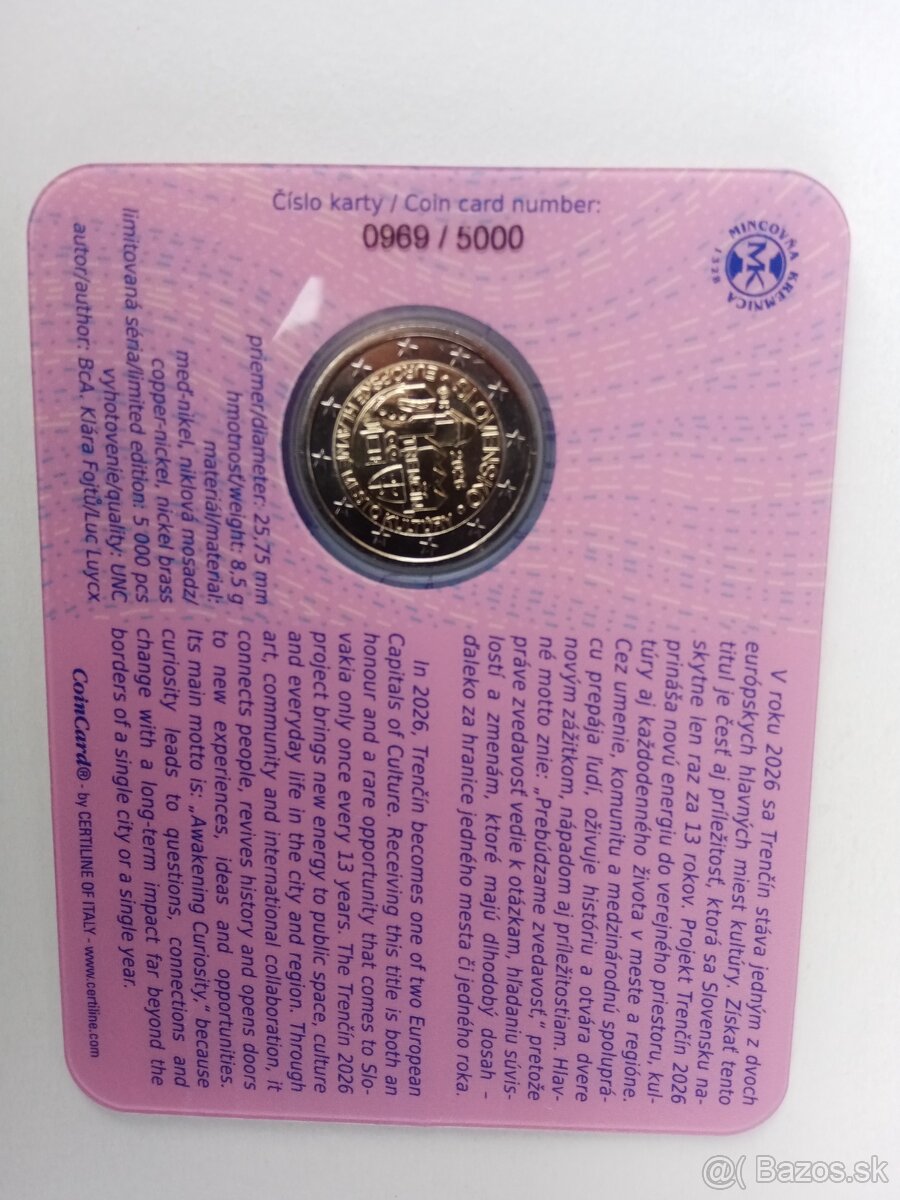 Číslo karty / Coin card number:
0969 / 5000
MINCOVŇA KREMNICA
1328
MK
priemer/diameter: 25,75 mm
hmotnosť/weight: 8,5 g
materiál/material:
meď-nikel, niklová mosadz/
copper-nickel, nickel brass
limitovaná séria/limited edition: 5 000 pcs
vyhotovenie/quality: UNC
autor/author: BcA. Klára Fojtů/Luc Luycx
SLOVENSKO
EURÓPSKE HLAVNÉ MESTO KULTÚRY
TRENČÍN
2026
V roku 2026 sa Trenčín stáva jedným z dvoch
európskych hlavných miest kultúry. Získať tento
titul je česť aj príležitosť, ktorá sa Slovensku na-
skytne len raz za 13 rokov. Projekt Trenčín 2026
prináša novú energiu do verejného priestoru, kul-
túry aj každodenného života v meste a regióne.
Cez umenie, komunitu a medzinárodnú spoluprá-
cu prepája ľudí, oživuje históriu a otvára dvere
novým zážitkom, nápadom aj príležitostiam. Hlav-
né motto znie: „Prebúdzame zvedavosť,“ pretože
práve zvedavosť vedie k otázkam, hľadaniu súvis-
lostí a zmenám, ktoré majú dlhodobý dosah –
ďaleko za hranice jedného mesta či jedného roka.
In 2026, Trenčín becomes one of two European
Capitals of Culture. Receiving this title is both an
honour and a rare opportunity that comes to Slo-
vakia only once every 13 years. The Trenčín 2026
project brings new energy to public space, culture
and everyday life in the city and region. Through
art, community and international collaboration, it
connects people, revives history and opens doors
to new experiences, ideas and opportunities.
Its main motto is: „Awakening Curiosity,“ because
curiosity leads to questions, connections and
change with a long-term impact far beyond the
borders of a single city or a single year.
CoinCard® - by CERTILINE OF ITALY - www.certiline.com
@( Bazos.sk